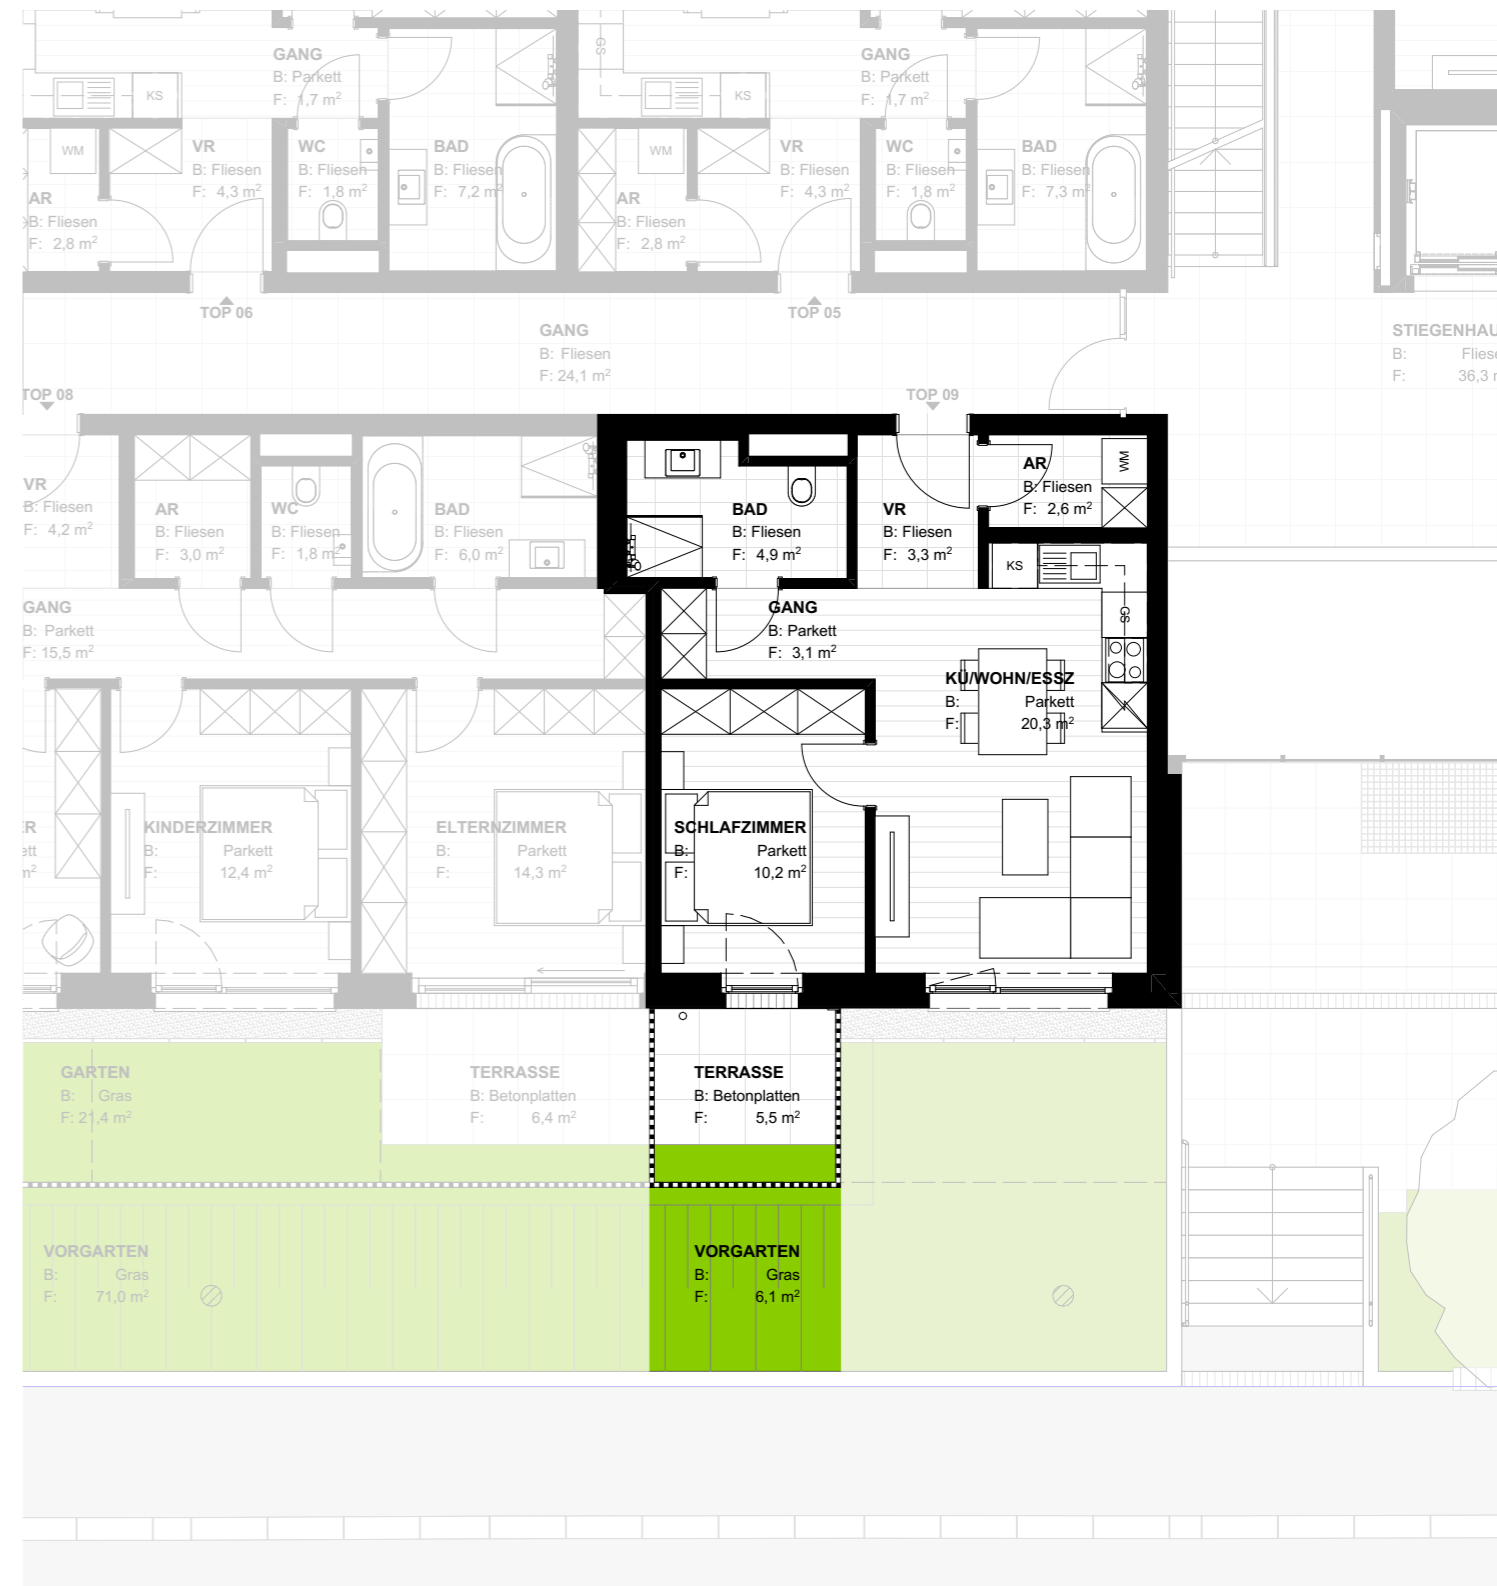 GANG
B: Parkett
F: 1,7 m²
KS
GS
GANG
B: Parkett
F: 1,7 m²
KS
WM
VR
B: Fliesen
F: 4,3 m²
WC
B: Fliesen
F: 1,8 m²
BAD
B: Fliesen
F: 7,2 m²
AR
B: Fliesen
F: 2,8 m²
WM
VR
B: Fliesen
F: 4,3 m²
WC
B: Fliesen
F: 1,8 m²
BAD
B: Fliesen
F: 7,3 m²
AR
B: Fliesen
F: 2,8 m²
TOP 06
TOP 05
GANG
B: Fliesen
F: 24,1 m²
STIEGENHAU
B: Fliese
F: 36,3 m
TOP 08
TOP 09
VR
B: Fliesen
F: 4,2 m²
AR
B: Fliesen
F: 3,0 m²
WC
B: Fliesen
F: 1,8 m²
BAD
B: Fliesen
F: 6,0 m²
BAD
B: Fliesen
F: 4,9 m²
VR
B: Fliesen
F: 3,3 m²
AR
B: Fliesen
F: 2,6 m²
WM
KS
GS
GANG
B: Parkett
F: 15,5 m²
GANG
B: Parkett
F: 3,1 m²
KÜ/WOHN/ESSZ
B: Parkett
F: 20,3 m²
R
ett
m²
KINDERZIMMER
B: Parkett
F: 12,4 m²
ELTERNZIMMER
B: Parkett
F: 14,3 m²
SCHLAFZIMMER
B: Parkett
F: 10,2 m²
GARTEN
B: Gras
F: 21,4 m²
TERRASSE
B: Betonplatten
F: 6,4 m²
TERRASSE
B: Betonplatten
F: 5,5 m²
VORGARTEN
B: Gras
F: 71,0 m²
VORGARTEN
B: Gras
F: 6,1 m²